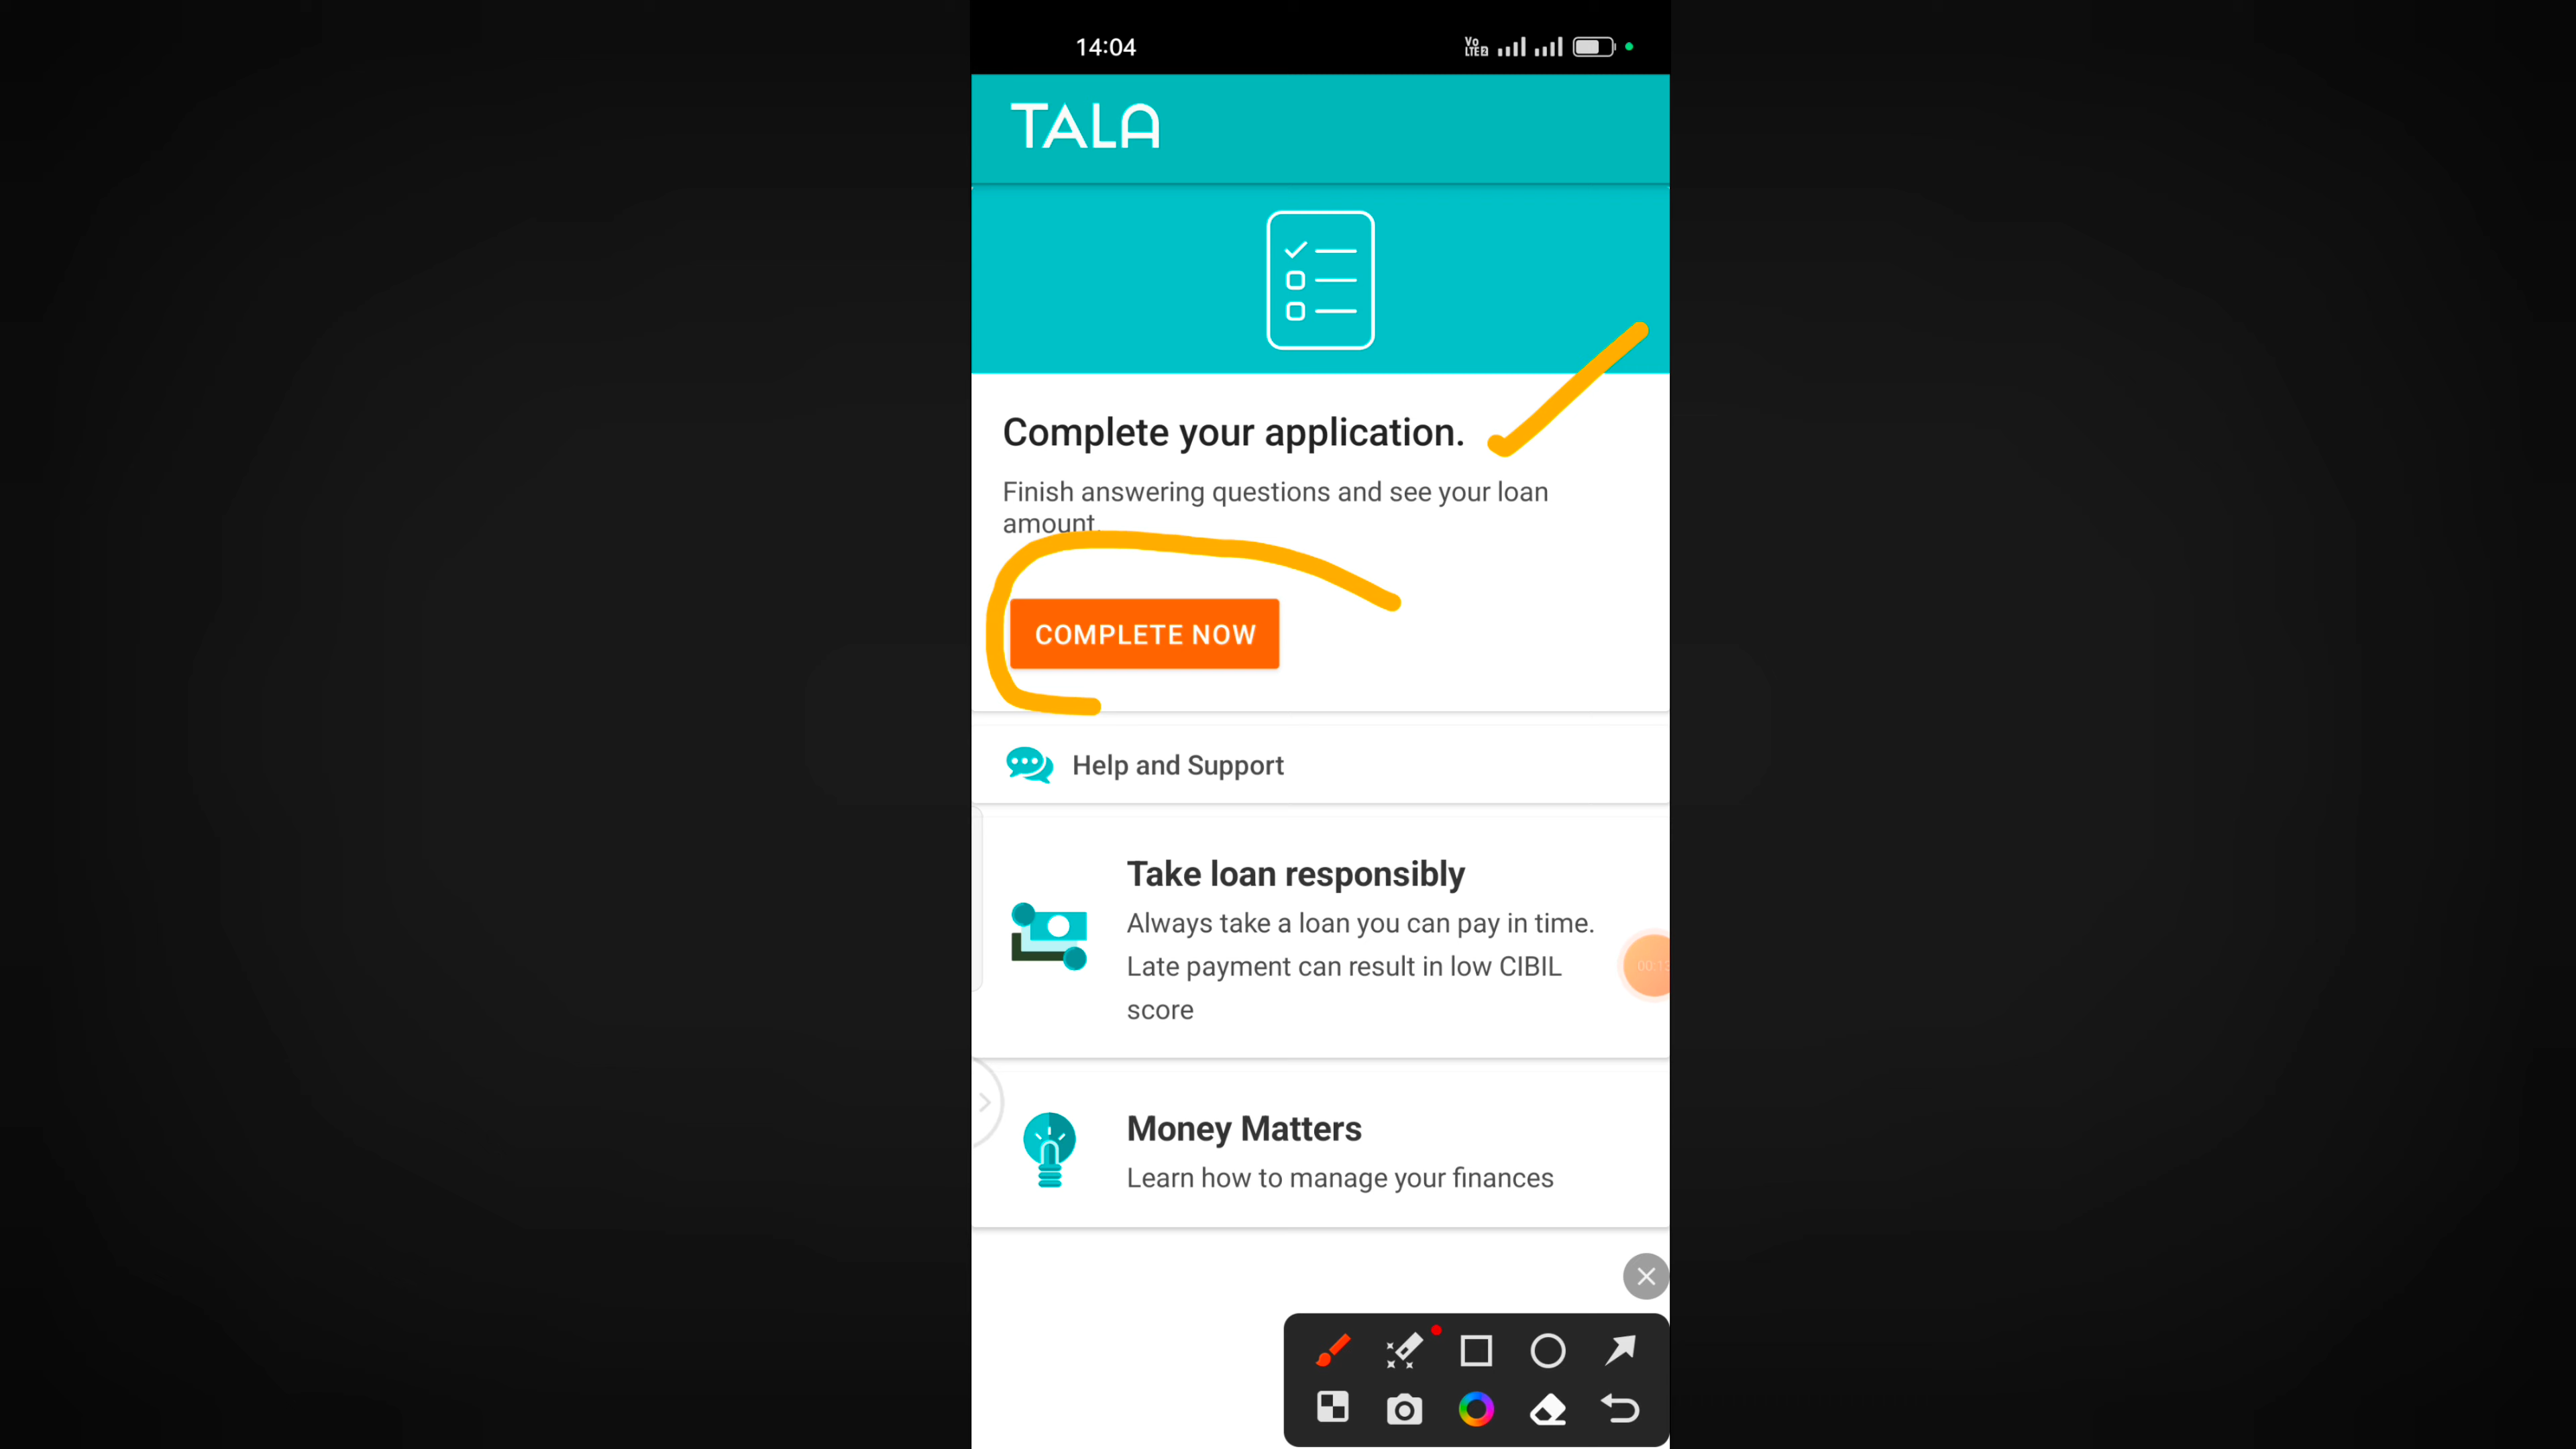 14:04
Vo
LTE2
TALA
Complete your application.
Finish answering questions and see your loan
amount.
COMPLETE NOW
Help and Support
Take loan responsibly
Always take a loan you can pay in time.
Late payment can result in low CIBIL
score
Money Matters
Learn how to manage your finances